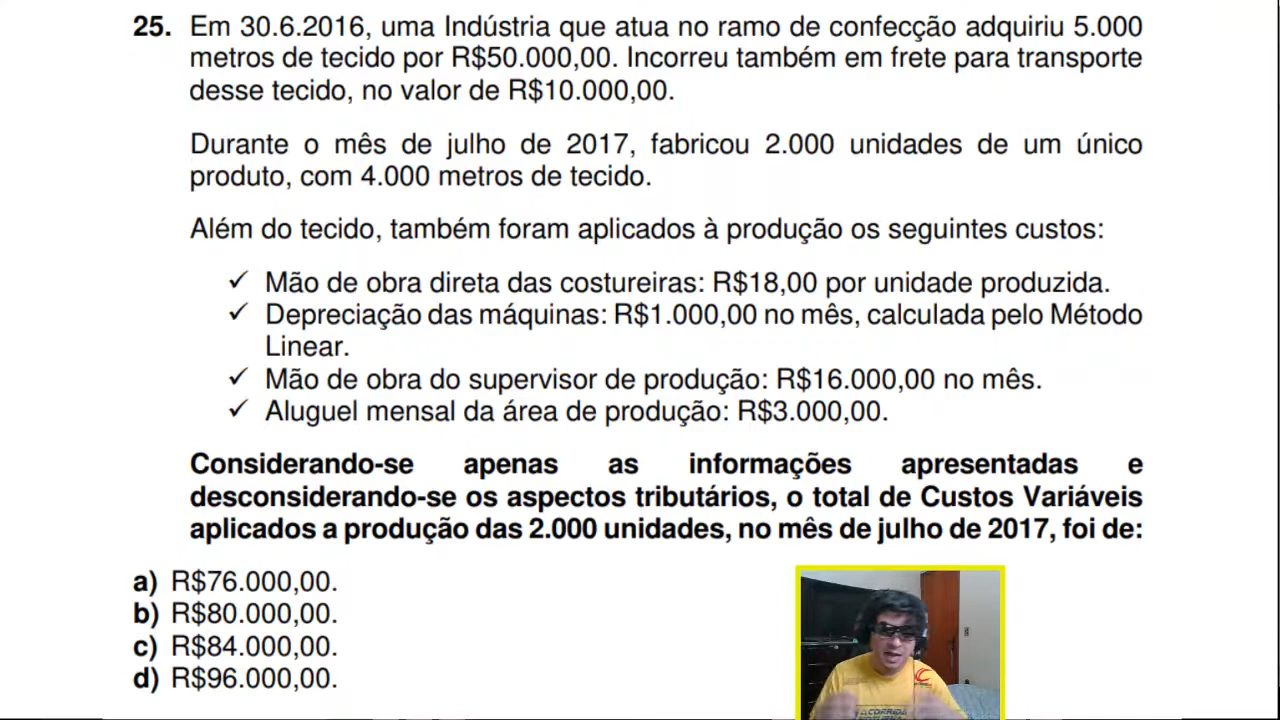 25. Em 30.6.2016, uma Indústria que atua no ramo de confecção adquiriu 5.000
metros de tecido por R$50.000,00. Incorreu também em frete para transporte
desse tecido, no valor de R$10.000,00.
Durante o mês de julho de 2017, fabricou 2.000 unidades de um único
produto, com 4.000 metros de tecido.
Além do tecido, também foram aplicados à produção os seguintes custos:
✓ Mão de obra direta das costureiras: R$18,00 por unidade produzida.
✓ Depreciação das máquinas: R$1.000,00 no mês, calculada pelo Método
Linear.
✓ Mão de obra do supervisor de produção: R$16.000,00 no mês.
✓ Aluguel mensal da área de produção: R$3.000,00.
Considerando-se apenas as informações apresentadas e
desconsiderando-se os aspectos tributários, o total de Custos Variáveis
aplicados a produção das 2.000 unidades, no mês de julho de 2017, foi de:
a) R$76.000,00.
b) R$80.000,00.
c) R$84.000,00.
d) R$96.000,00.